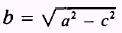 b = √a² − c²